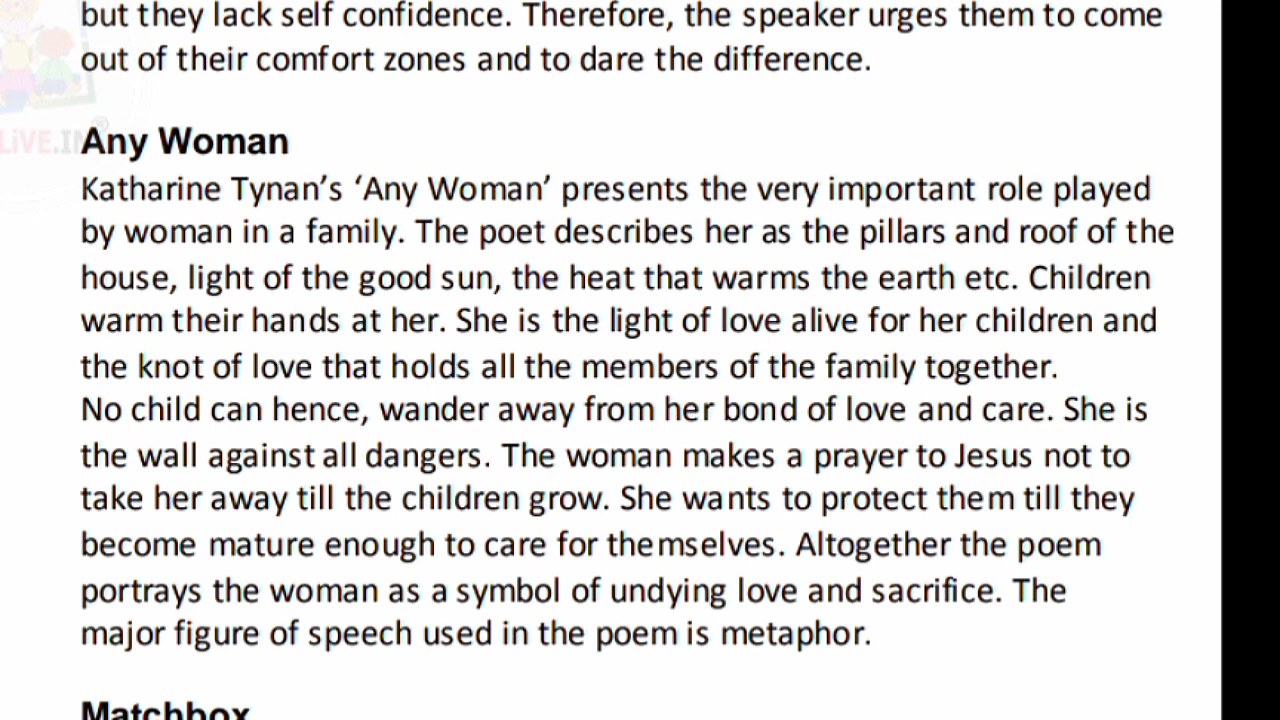 but they lack self confidence. Therefore, the speaker urges them to come
out of their comfort zones and to dare the difference.
LiVE.IN®
Any Woman
Katharine Tynan’s ‘Any Woman’ presents the very important role played
by woman in a family. The poet describes her as the pillars and roof of the
house, light of the good sun, the heat that warms the earth etc. Children
warm their hands at her. She is the light of love alive for her children and
the knot of love that holds all the members of the family together.
No child can hence, wander away from her bond of love and care. She is
the wall against all dangers. The woman makes a prayer to Jesus not to
take her away till the children grow. She wants to protect them till they
become mature enough to care for themselves. Altogether the poem
portrays the woman as a symbol of undying love and sacrifice. The
major figure of speech used in the poem is metaphor.
Matchbox